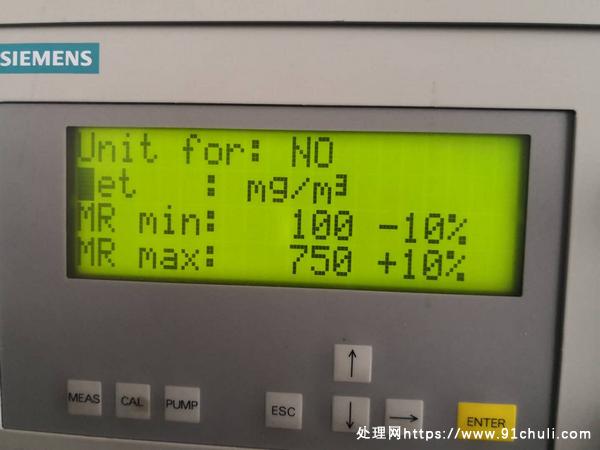 SIEMENS
Unit for: NO
et : mg/m³
MR min: 100 -10%
MR max: 750 +10%
↑
MEAS CAL PUMP ESC ↓ → ENTER
处理网https://www.91chuli.com/